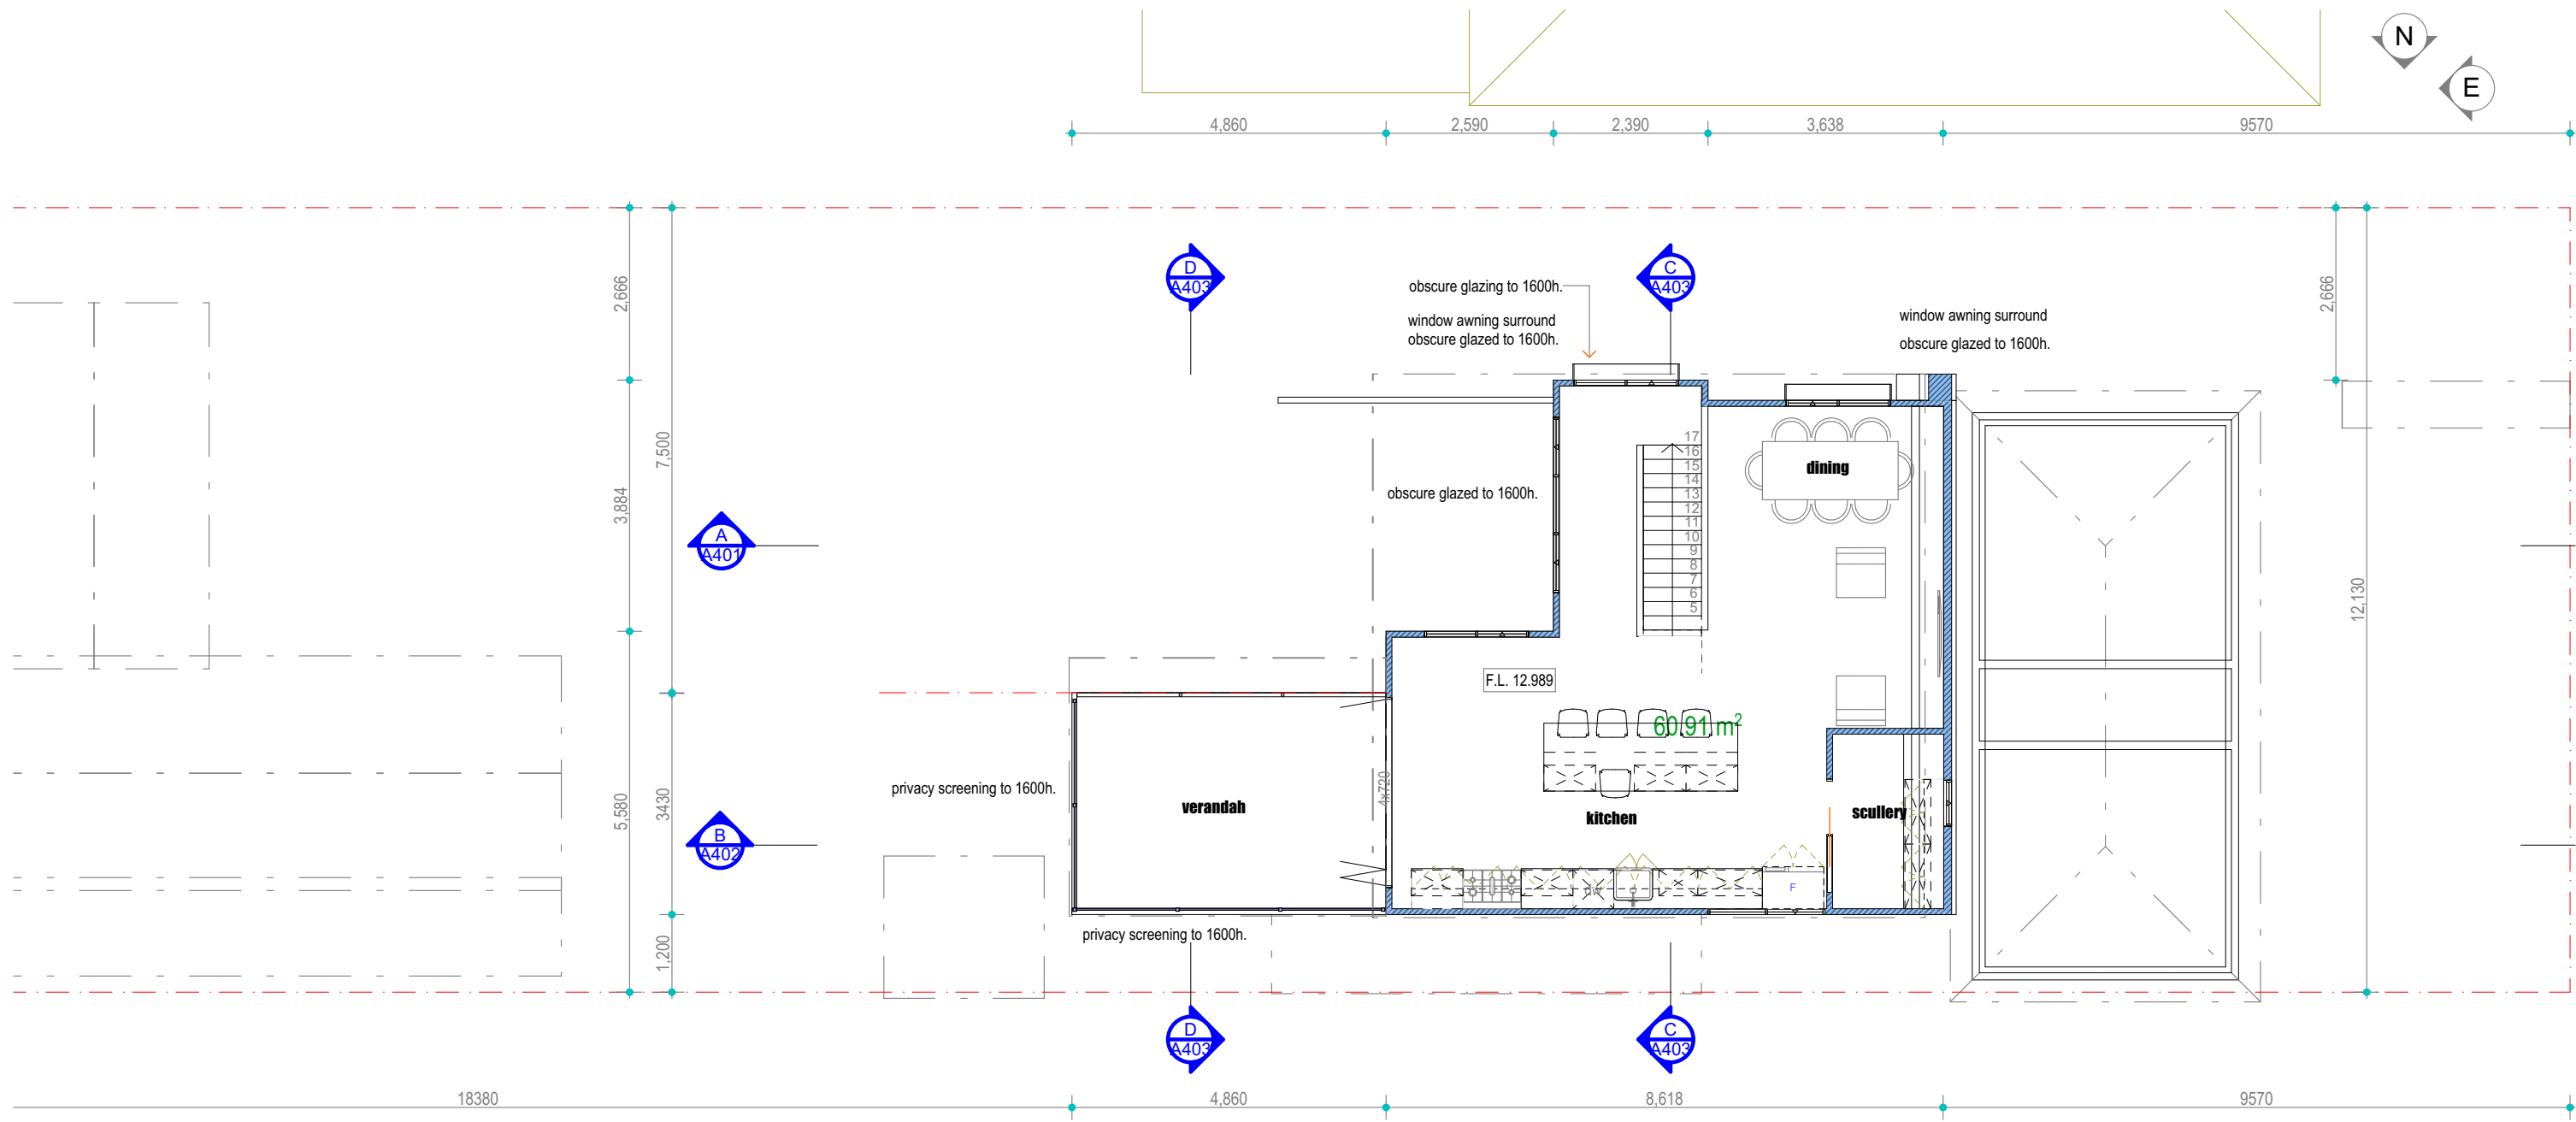 N
E
4,860
2,590
2,390
3,638
9570
2,666
7,500
3,884
5,580
3430
1,200
2,666
12,130
D
A403
C
A403
obscure glazing to 1600h.
window awning surround
obscure glazed to 1600h.
window awning surround
obscure glazed to 1600h.
obscure glazed to 1600h.
A
A401
B
A402
17
16
15
14
13
12
11
10
9
8
7
6
5
dining
F.L. 12.989
60.91 m²
4x720
privacy screening to 1600h.
verandah
kitchen
scullery
DW
F
privacy screening to 1600h.
D
A403
C
A403
18380
4,860
8,618
9570